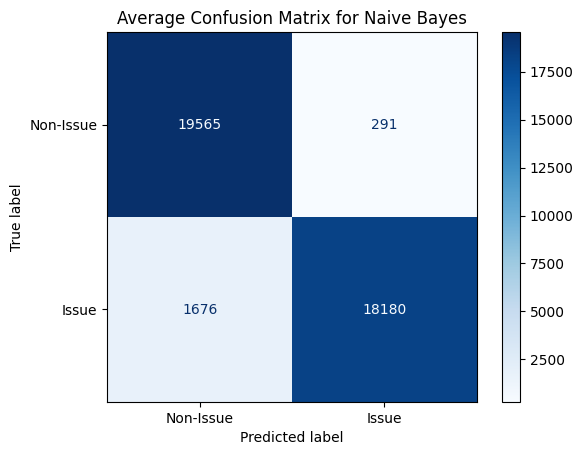 Average Confusion Matrix for Naive Bayes
True label
Non-Issue
19565
291
Issue
1676
18180
Non-Issue
Issue
Predicted label
17500
15000
12500
10000
7500
5000
2500